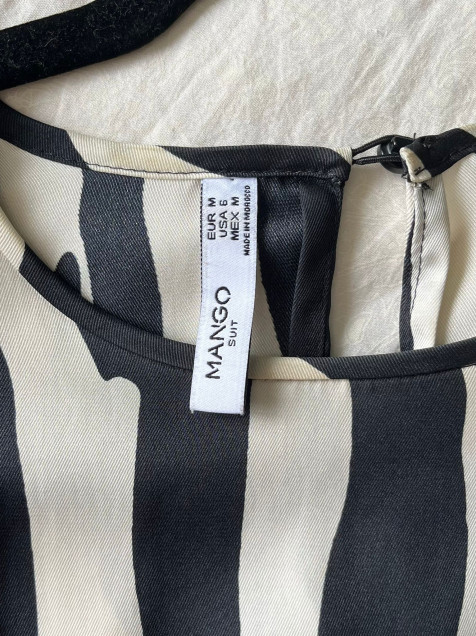 EUR M
USA 6
MEX M
MADE IN MOROCCO
MANGO
SUIT